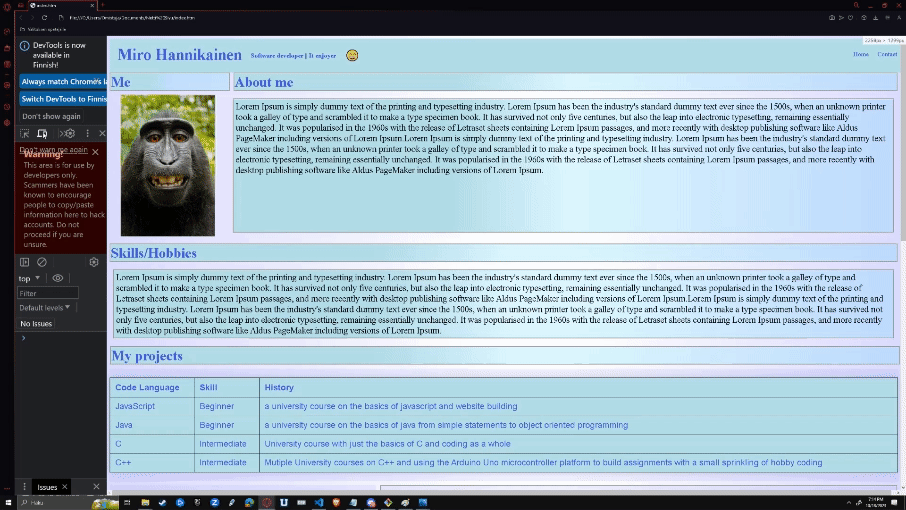 index.htm
DevTools is now
available in
Finnish!
Always match Chrome's la
Switch DevTools to Finnis
Don't show again
Don't warn me again
Warning!
This area is for use by
developers only.
Scammers have been
known to encourage
people to copy/paste
information here to hack
accounts. Do not
proceed if you are
unsure.
top
Filter
Default levels
No Issues
Issues
Miro Hannikainen
Software developer | It enjoyer
Home Contact
Me
About me
Lorem Ipsum is simply dummy text of the printing and typesetting industry. Lorem Ipsum has been the industry's standard dummy text ever since the 1500s, when an unknown printer
took a galley of type and scrambled it to make a type specimen book. It has survived not only five centuries, but also the leap into electronic typesetting, remaining essentially
unchanged. It was popularised in the 1960s with the release of Letraset sheets containing Lorem Ipsum passages, and more recently with desktop publishing software like Aldus
PageMaker including versions of Lorem Ipsum.Lorem Ipsum is simply dummy text of the printing and typesetting industry. Lorem Ipsum has been the industry's standard dummy text
ever since the 1500s, when an unknown printer took a galley of type and scrambled it to make a type specimen book. It has survived not only five centuries, but also the leap into
electronic typesetting, remaining essentially unchanged. It was popularised in the 1960s with the release of Letraset sheets containing Lorem Ipsum passages, and more recently with
desktop publishing software like Aldus PageMaker including versions of Lorem Ipsum.
Skills/Hobbies
Lorem Ipsum is simply dummy text of the printing and typesetting industry. Lorem Ipsum has been the industry's standard dummy text ever since the 1500s, when an unknown printer took a galley of type and
scrambled it to make a type specimen book. It has survived not only five centuries, but also the leap into electronic typesetting, remaining essentially unchanged. It was popularised in the 1960s with the release of
Letraset sheets containing Lorem Ipsum passages, and more recently with desktop publishing software like Aldus PageMaker including versions of Lorem Ipsum.Lorem Ipsum is simply dummy text of the printing
and typesetting industry. Lorem Ipsum has been the industry's standard dummy text ever since the 1500s, when an unknown printer took a galley of type and scrambled it to make a type specimen book. It has survived
not only five centuries, but also the leap into electronic typesetting, remaining essentially unchanged. It was popularised in the 1960s with the release of Letraset sheets containing Lorem Ipsum passages, and more recently
with desktop publishing software like Aldus PageMaker including versions of Lorem Ipsum.
My projects
Code Language Skill History
JavaScript Beginner a university course on the basics of javascript and website building
Java Beginner a university course on the basics of java from simple statements to object oriented programming
C Intermediate University course with just the basics of C and coding as a whole
C++ Intermediate Mutiple University courses on C++ and using the Arduino Uno microcontroller platform to build assignments with a small sprinkling of hobby coding
Haku